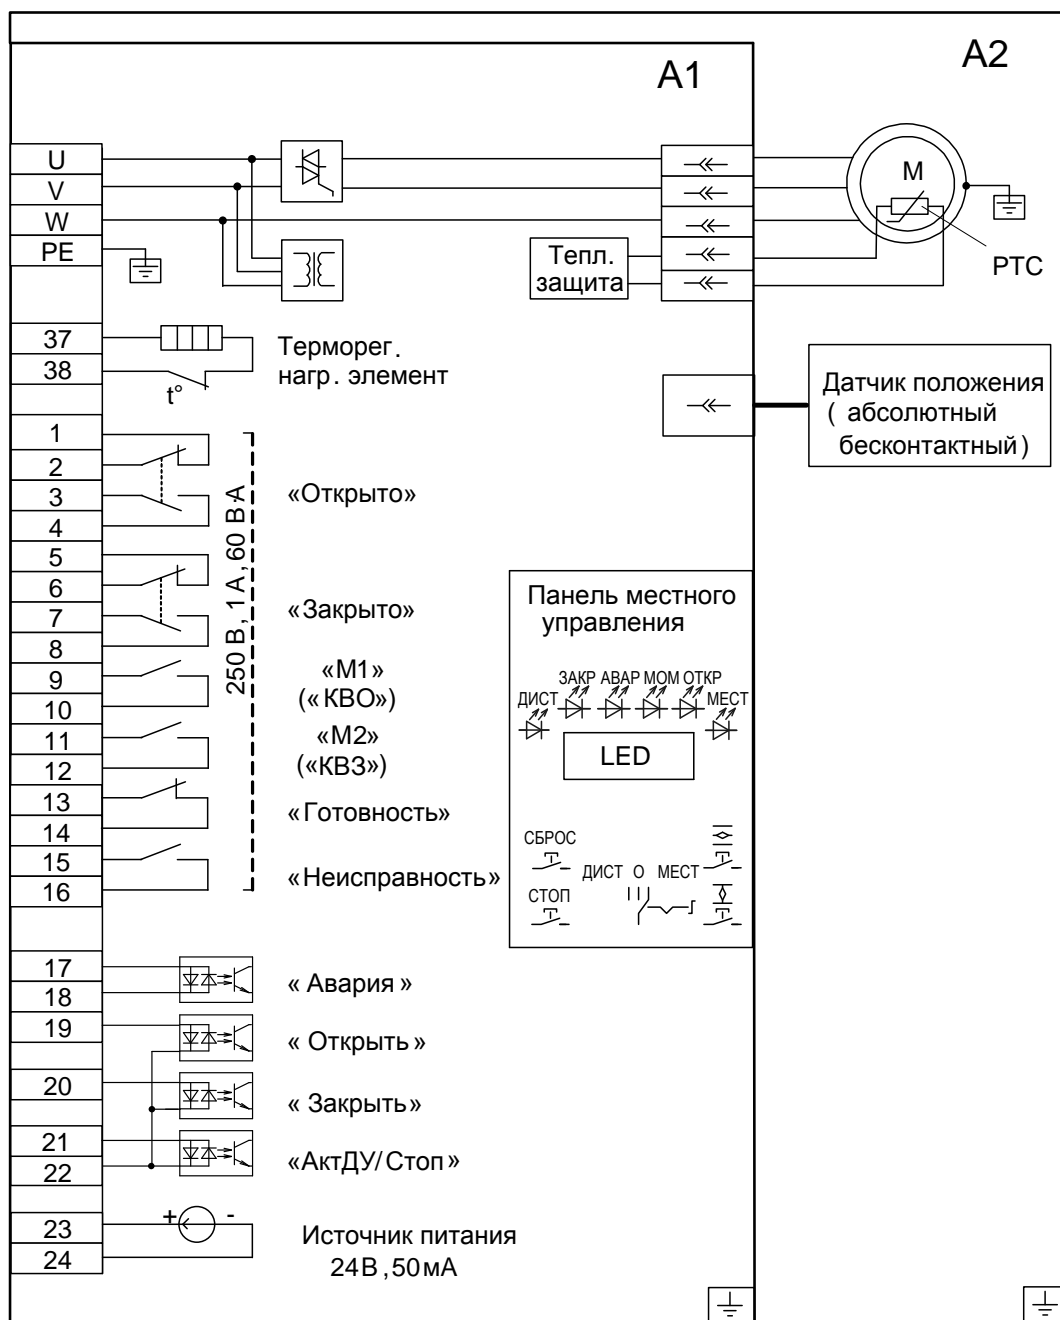 A1
A2
U
V
W
PE
M
PTC
Тепл.
защита
37
38
t°
Терморег.
нагр. элемент
Датчик положения
( абсолютный
бесконтактный)
1
2
3
4
5
6
7
8
9
10
11
12
13
14
15
16
250 В, 1 А, 60 В·А
«Открыто»
«Закрыто»
«М1»
(«КВО»)
«М2»
(«КВЗ»)
«Готовность»
«Неисправность»
Панель местного
управления
ДИСТ ЗАКР АВАР МОМ ОТКР МЕСТ
LED
СБРОС
ДИСТ О МЕСТ
СТОП
17
18
19
20
21
22
23
24
« Авария »
« Открыть »
« Закрыть»
«АктДУ/Стоп »
+ -
Источник питания
24В ,50мА